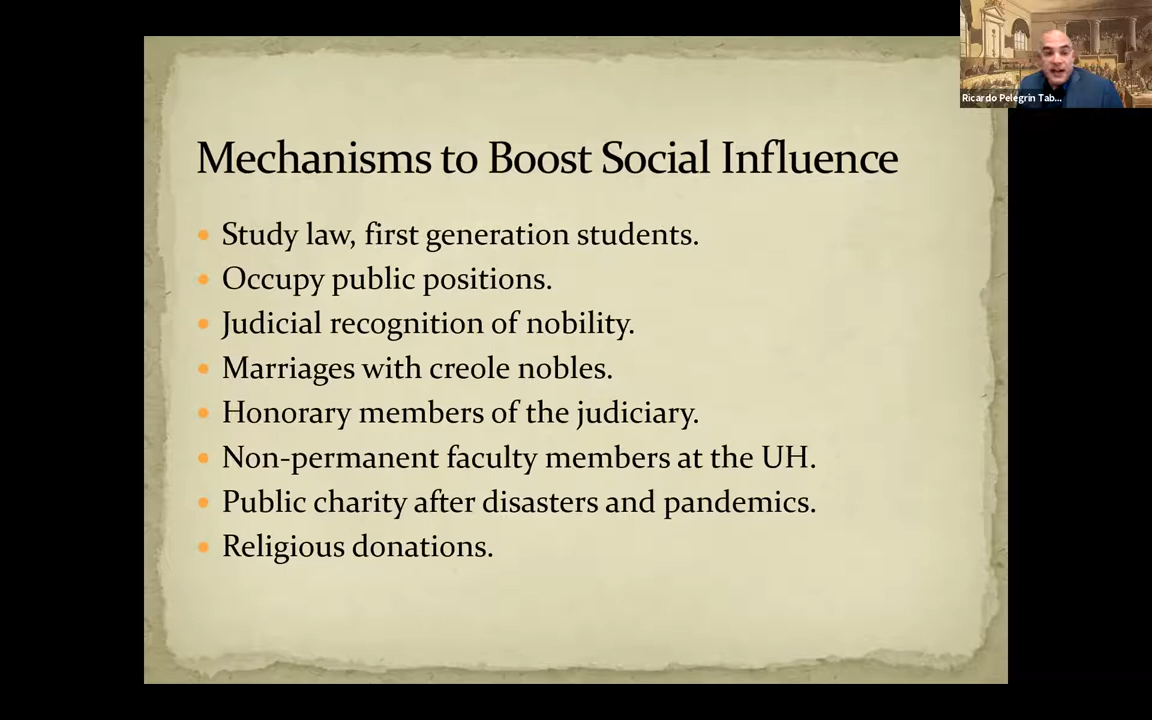 Ricardo Pelegrin Tab...
Mechanisms to Boost Social Influence
Study law, first generation students.
Occupy public positions.
Judicial recognition of nobility.
Marriages with creole nobles.
Honorary members of the judiciary.
Non-permanent faculty members at the UH.
Public charity after disasters and pandemics.
Religious donations.